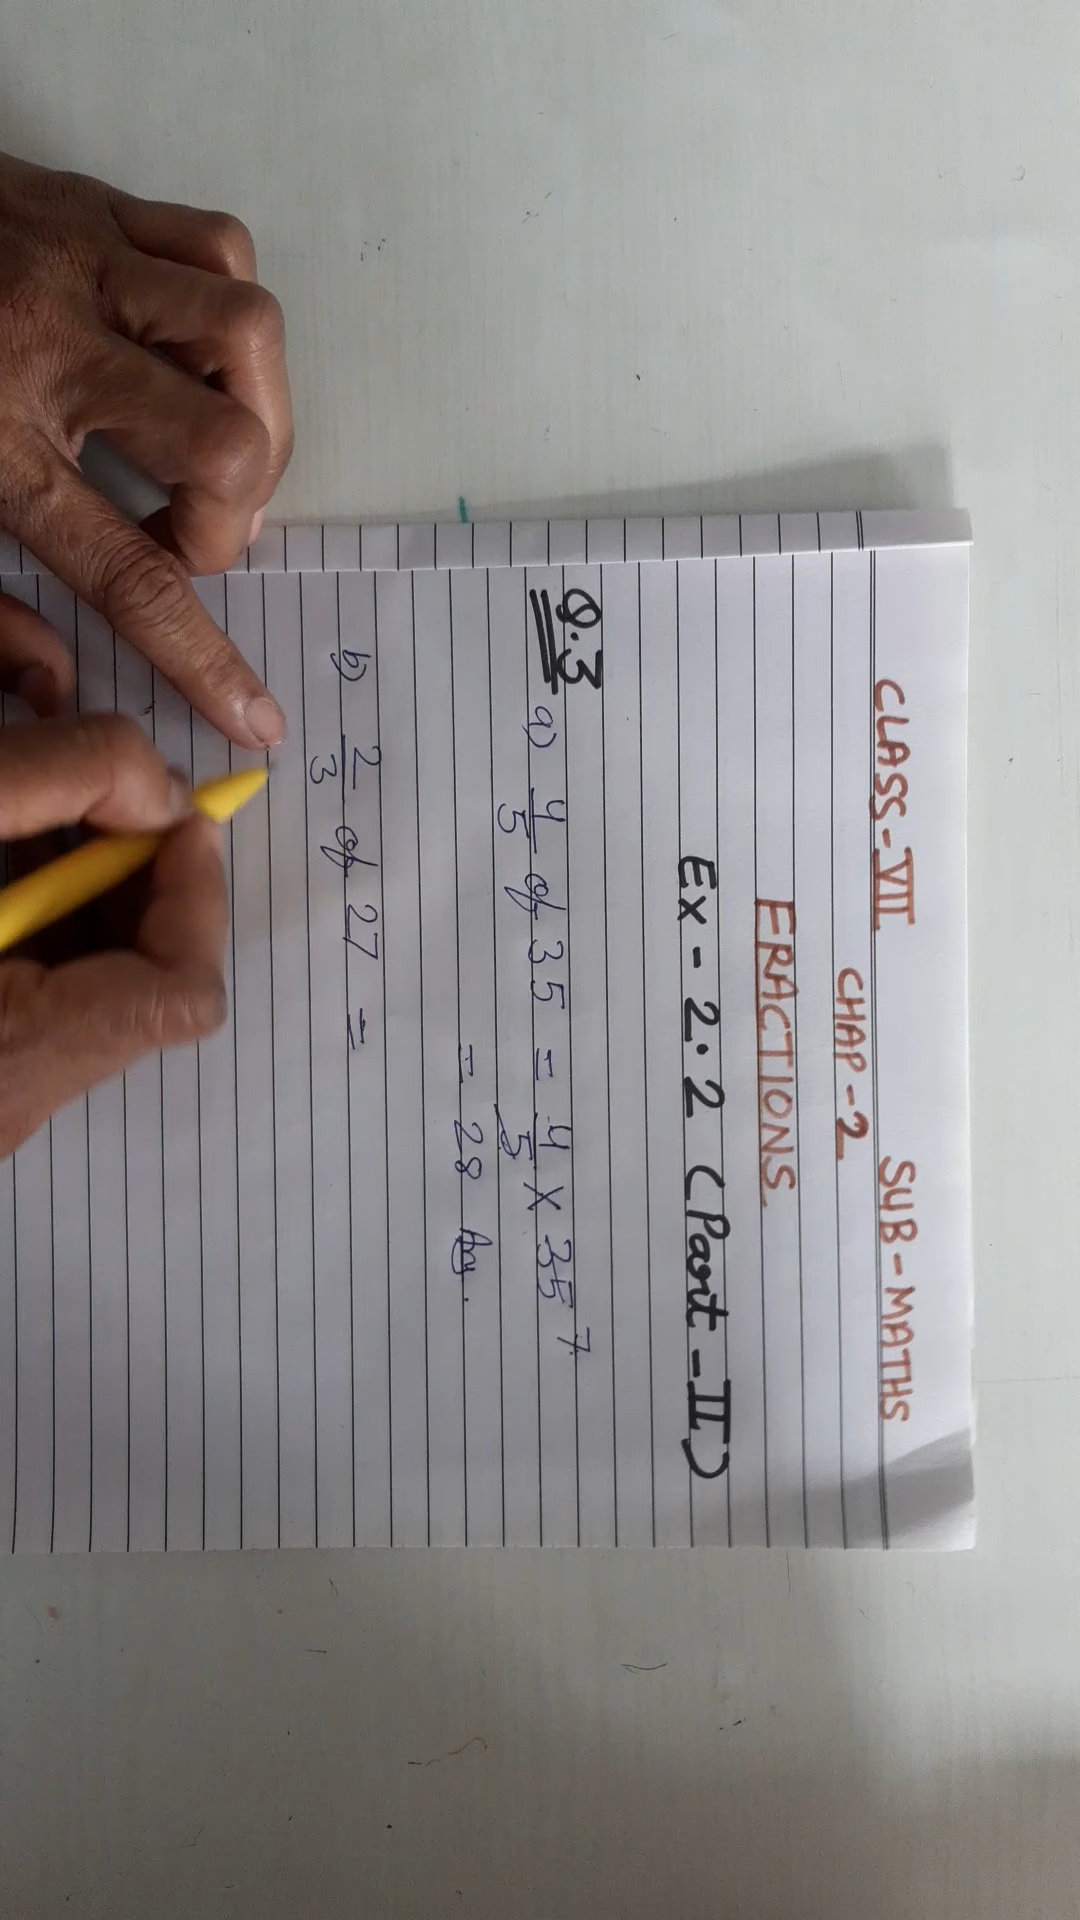 CLASS-VII SUB-MATHS
CHAP-2
FRACTIONS.
Ex-2.2 (Part-II)
Q.3
a) 4/5 of 35 = 4/5 X 35 7.
= 28 Ans.
b) 2/3 of 27 =